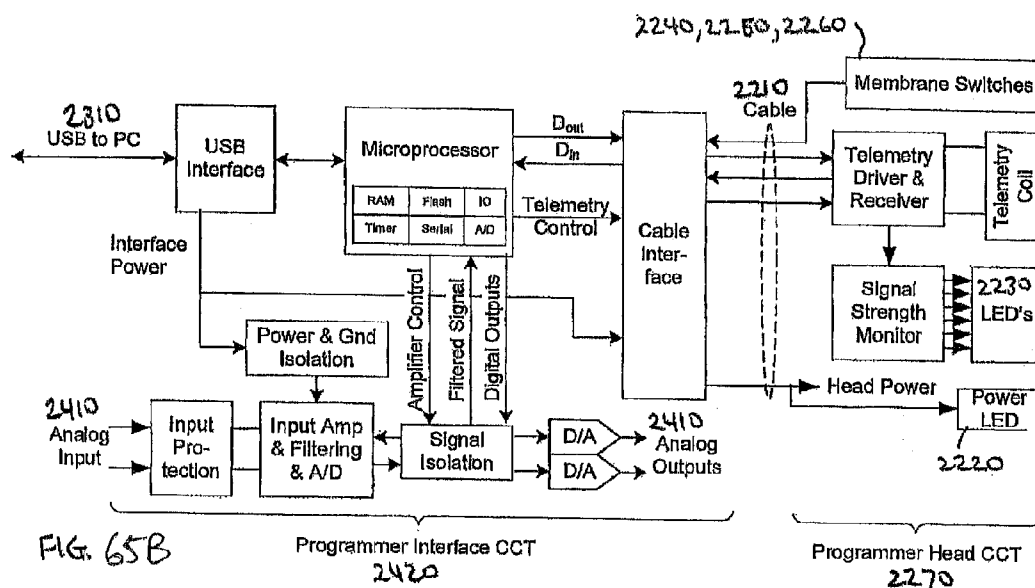 2240, 2250, 2260
Membrane Switches
2210
Cable
2310
USB to PC
USB
Interface
Microprocessor
RAM Flash IO
Timer Serial A/D
Dout
Din
Telemetry
Control
Cable
Inter-
face
Telemetry
Driver &
Receiver
Telemetry
Coil
Interface
Power
Amplifier Control
Filtered Signal
Digital Outputs
Signal
Strength
Monitor
2230
LED's
Power & Gnd
Isolation
Head Power
Power
LED
2220
2410
Analog
Input
Input
Pro-
tection
Input Amp
& Filtering
& A/D
Signal
Isolation
D/A
D/A
2410
Analog
Outputs
FIG. 65B
Programmer Interface CCT
2420
Programmer Head CCT
2270